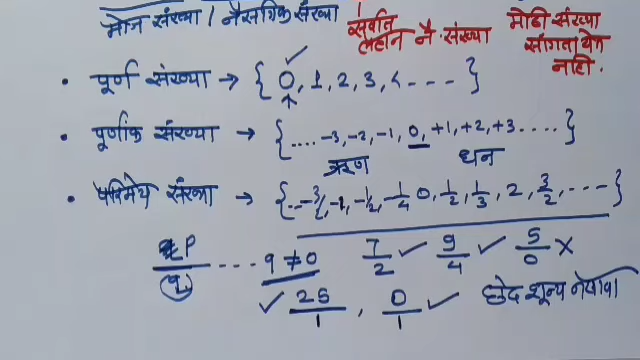 मोज संख्या / नैसर्गिक संख्या
1
सर्वात लहान नै. संख्या
मोठी संख्या सांगता येत नाही.
• पूर्ण संख्या → { 0, 1, 2, 3, 4 - - - - }
• पूर्णांक संख्या → { .... -3, -2, -1, 0, +1, +2, +3 ..... }
ऋण धन
• परिमेय संख्या → { ... -3/2, -1, -1/2, -1/4 0, 1/2, 1/3, 2, 3/2, - - - }
P/q - - - q ≠ 0 7/2 ✓ 9/4 ✓ 5/0 ×
✓ 25/1 , 0/1 ✓ छेद शून्य नसावा